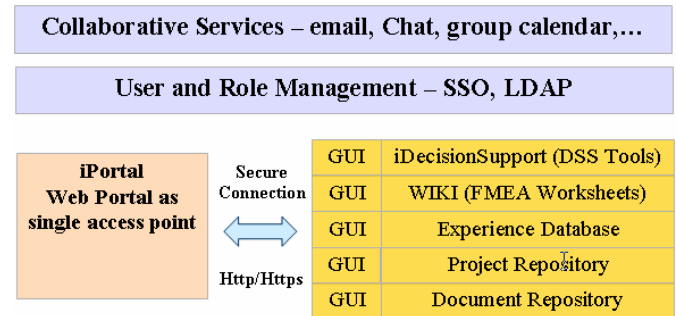 Collaborative Services – email, Chat, group calendar,…
User and Role Management – SSO, LDAP
iPortal
Web Portal as
single access point
Secure
Connection
Http/Https
GUI iDecisionSupport (DSS Tools)
GUI WIKI (FMEA Worksheets)
GUI Experience Database
GUI Project Repository
GUI Document Repository